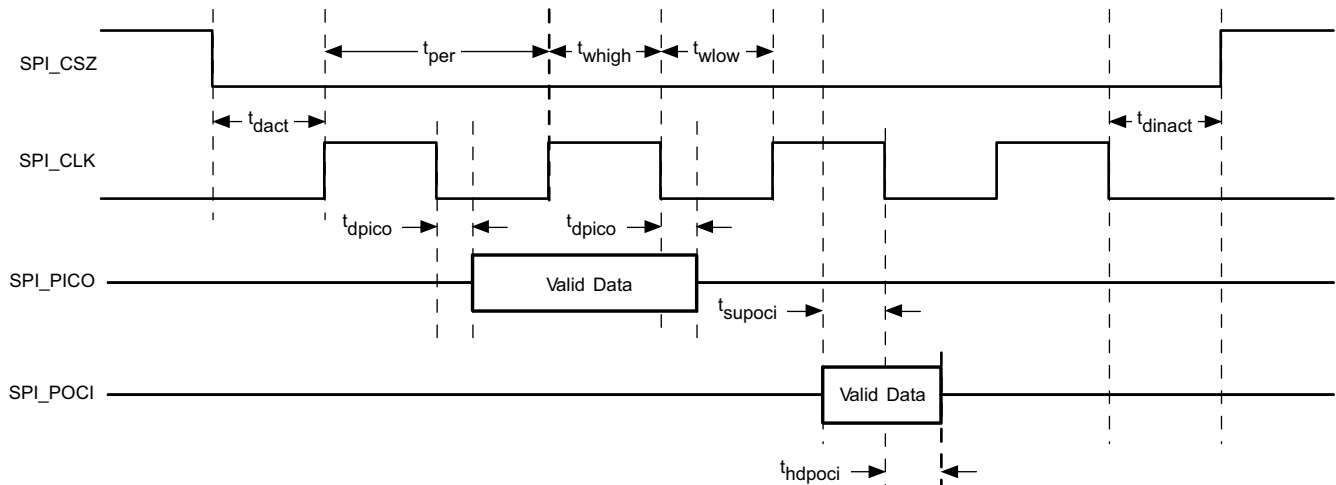 t_per
t_whigh
t_wlow
SPI_CSZ
t_dact
t_dinact
SPI_CLK
t_dpico
t_dpico
SPI_PICO
Valid Data
t_supoci
SPI_POCI
Valid Data
t_hdpoci